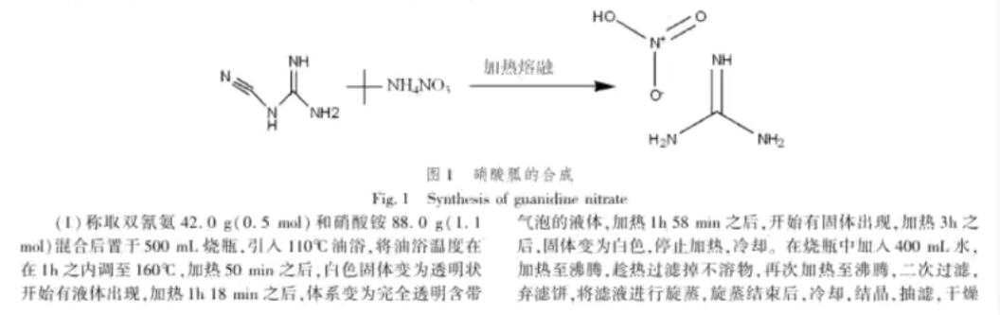 N
NH
N
H
NH2
NH₄NO₃
加热熔融
HO
O
N⁺
O⁻
NH
H₂N
NH₂
图 1 硝酸胍的合成
Fig. 1 Synthesis of guanidine nitrate
(1)称取双氰氨 42.0 g(0.5 mol)和硝酸铵 88.0 g(1.1
mol)混合后置于 500 mL 烧瓶,引入 110℃油浴,将油浴温度在
在 1h 之内调至 160℃,加热 50 min 之后,白色固体变为透明状
开始有液体出现,加热 1h 18 min 之后,体系变为完全透明含带
气泡的液体,加热 1h 58 min 之后,开始有固体出现,加热 3h 之
后,固体变为白色,停止加热,冷却。在烧瓶中加入 400 mL 水,
加热至沸腾,趁热过滤掉不溶物,再次加热至沸腾,二次过滤,
弃滤饼,将滤液进行旋蒸,旋蒸结束后,冷却,结晶,抽滤,干燥